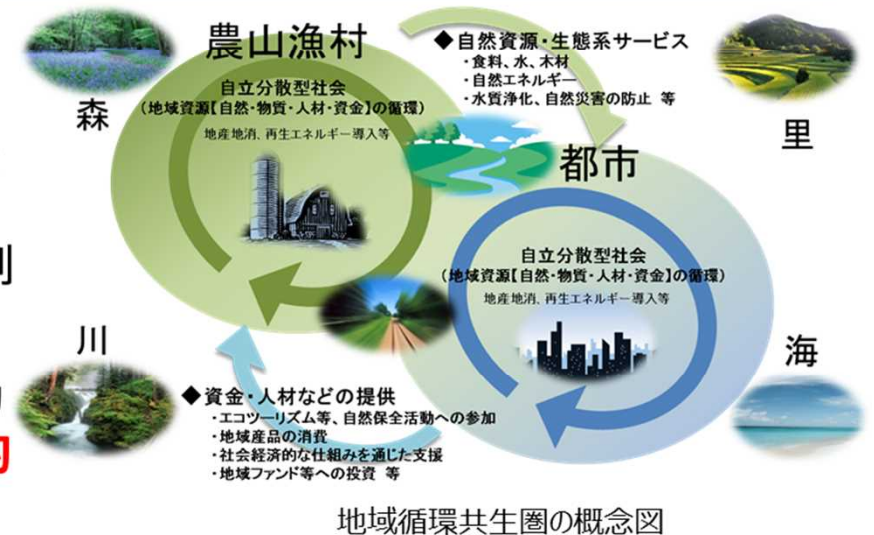 農山漁村
自立分散型社会
(地域資源【自然・物質・人材・資金】の循環)
地産地消、再生エネルギー導入等
◆自然資源・生態系サービス
・食料、水、木材
・自然エネルギー
・水質浄化、自然災害の防止 等
森
里
都市
自立分散型社会
(地域資源【自然・物質・人材・資金】の循環)
地産地消、再生エネルギー導入等
川
海
◆資金・人材などの提供
・エコツーリズム等、自然保全活動への参加
・地域産品の消費
・社会経済的な仕組みを通じた支援
・地域ファンド等への投資 等
的
地域循環共生圏の概念図